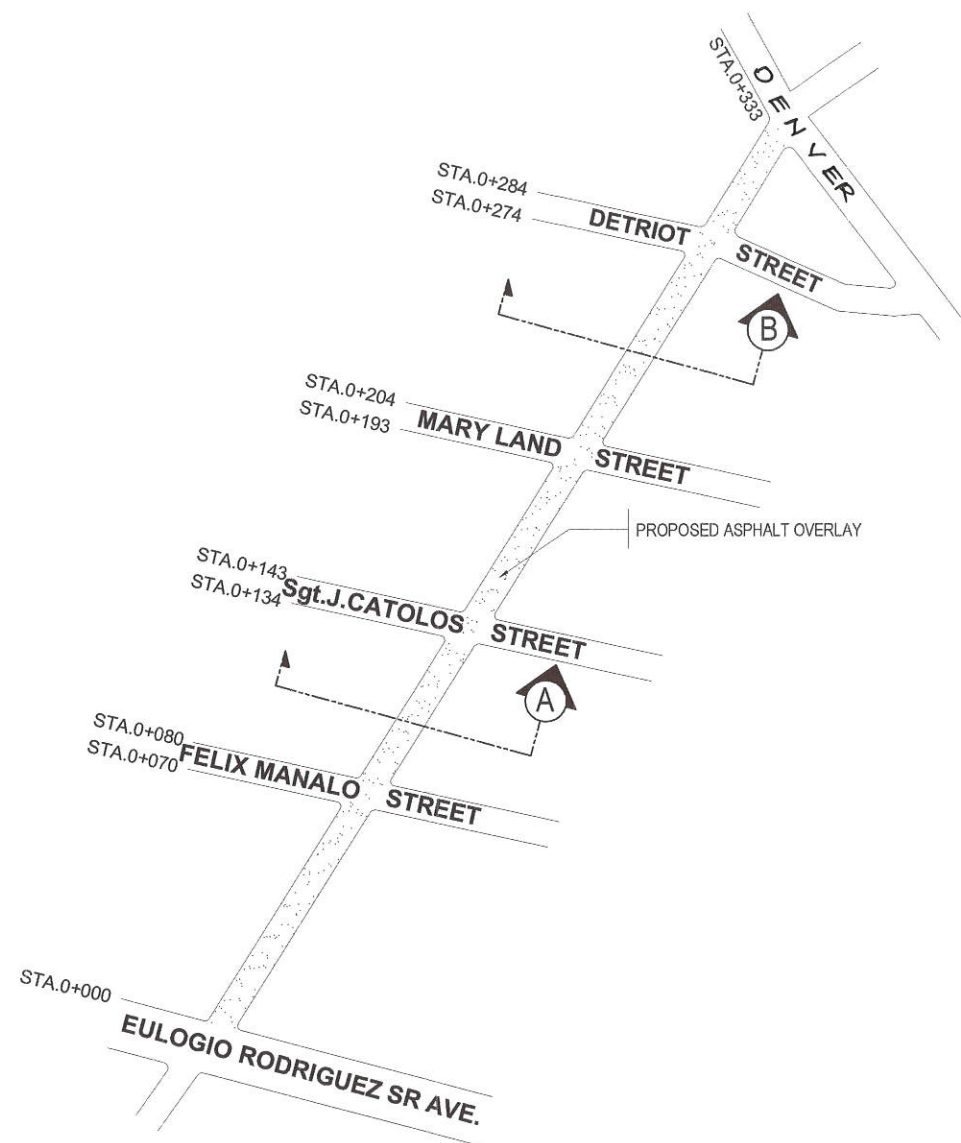 STA.0+333
DENVER
STA.0+284
STA.0+274
DETRIOT STREET
B
STA.0+204
STA.0+193
MARY LAND STREET
PROPOSED ASPHALT OVERLAY
STA.0+143
STA.0+134
Sgt.J.CATOLOS STREET
A
STA.0+080
STA.0+070
FELIX MANALO STREET
STA.0+000
EULOGIO RODRIGUEZ SR AVE.